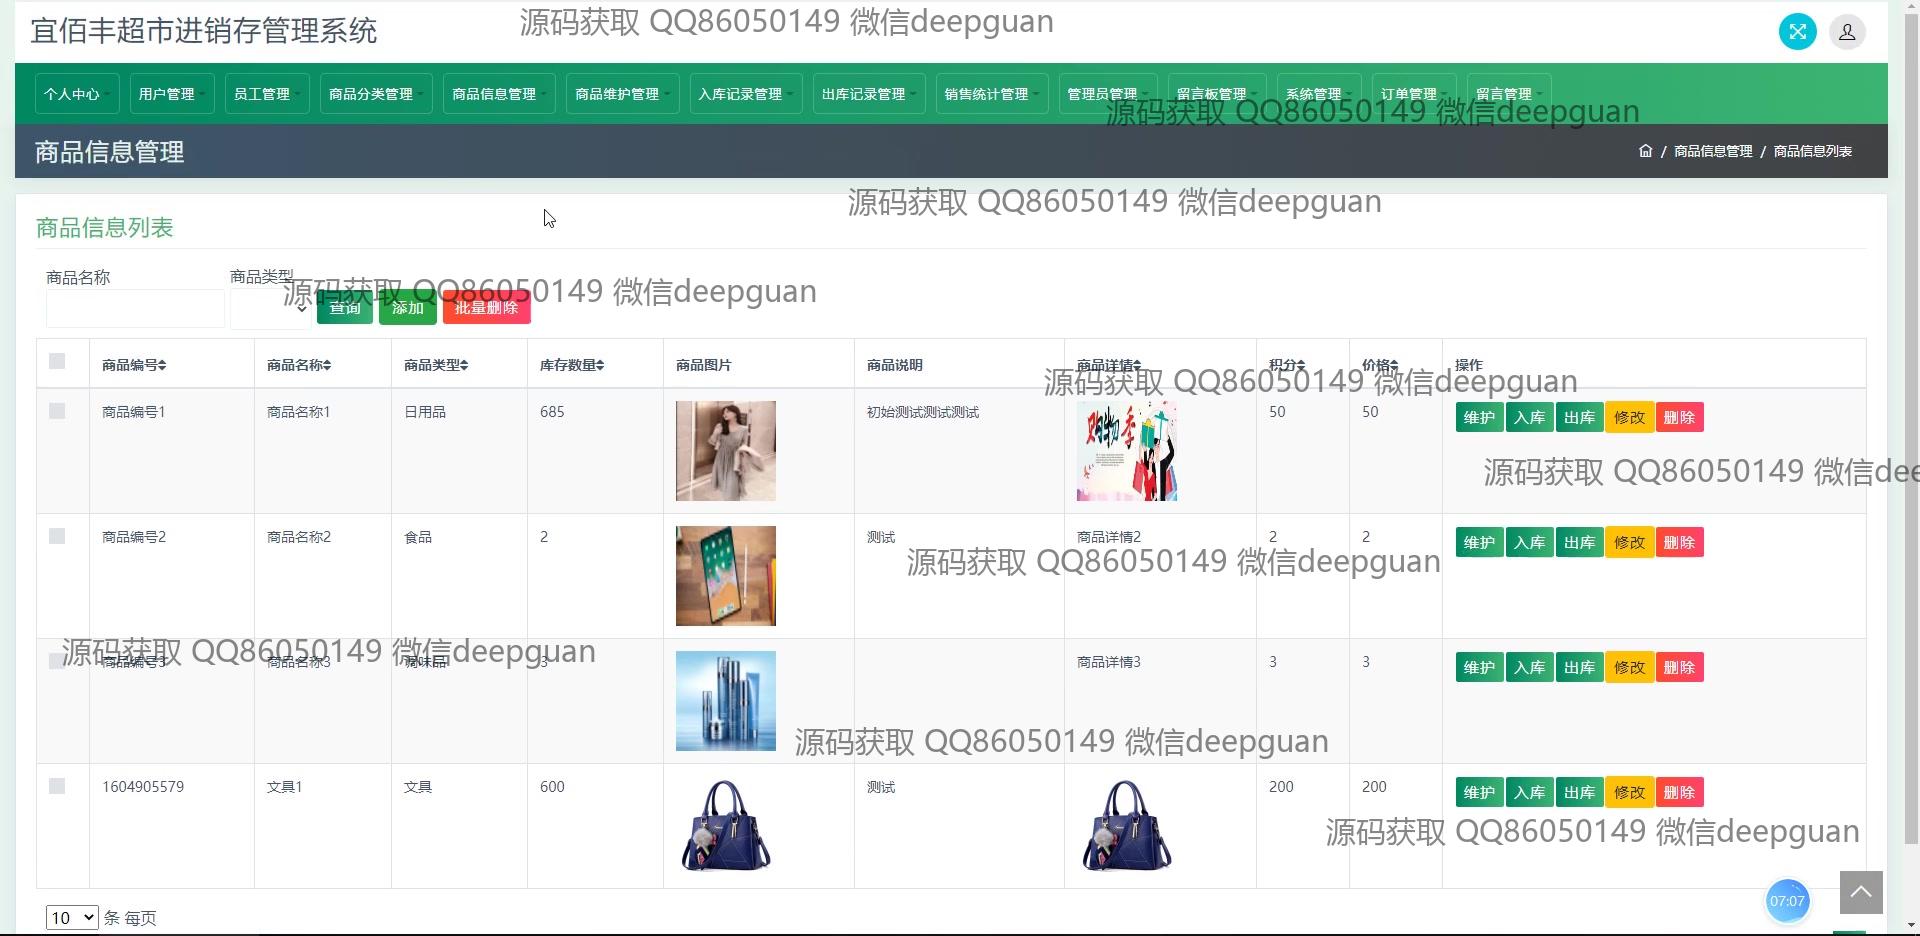 宜佰丰超市进销存管理系统
源码获取 QQ86050149 微信deepguan
个人中心 用户管理 员工管理 商品分类管理 商品信息管理 商品维护管理 入库记录管理 出库记录管理 销售统计管理 管理员管理 留言板管理 系统管理 订单管理 留言管理
源码获取 QQ86050149 微信deepguan
商品信息管理
/ 商品信息管理 / 商品信息列表
源码获取 QQ86050149 微信deepguan
商品信息列表
商品名称 商品类型
源码获取 QQ86050149 微信deepguan
查询 添加 批量删除
商品编号 商品名称 商品类型 库存数量 商品图片 商品说明 商品详情 积分 价格 操作
源码获取 QQ86050149 微信deepguan
商品编号1 商品名称1 日用品 685 初始测试测试测试 50 50 维护 入库 出库 修改 删除
购物季
源码获取 QQ86050149 微信dee
商品编号2 商品名称2 食品 2 测试 商品详情2 2 2 维护 入库 出库 修改 删除
源码获取 QQ86050149 微信deepguan
源码获取 QQ86050149 微信deepguan
商品编号3 商品名称3 调味品 3 商品详情3 3 3 维护 入库 出库 修改 删除
源码获取 QQ86050149 微信deepguan
1604905579 文具1 文具 600 测试 200 200 维护 入库 出库 修改 删除
源码获取 QQ86050149 微信deepguan
07:07
10 条 每页